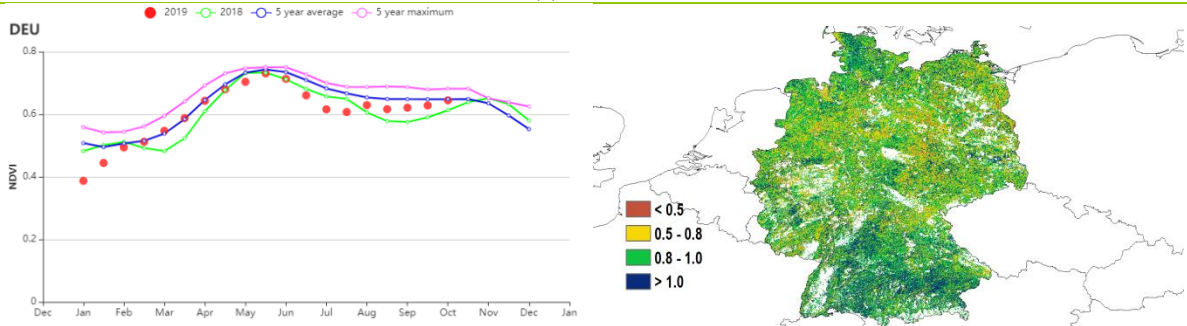 2019 2018 5 year average 5 year maximum
DEU
0.8
0.6
0.4
0.2
0
NDVI
Dec Jan Feb Mar Apr May Jun Jul Aug Sep Oct Nov Dec Jan
< 0.5
0.5 - 0.8
0.8 - 1.0
> 1.0